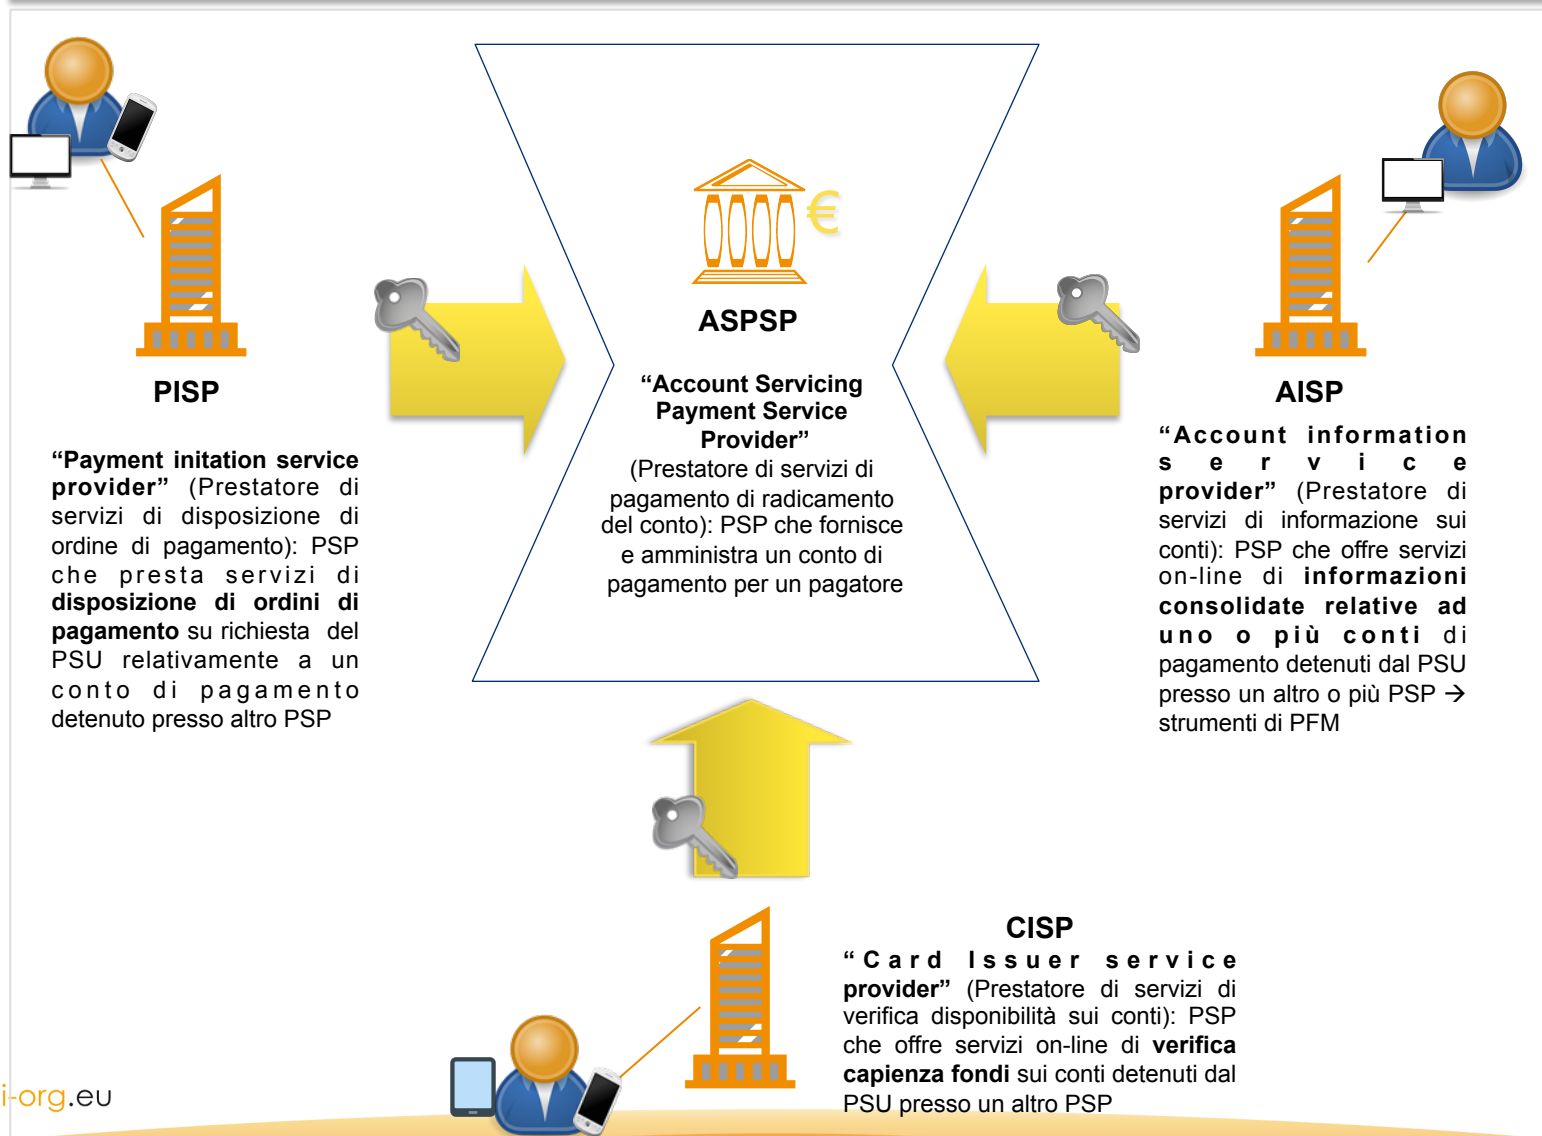 €
ASPSP
“Account Servicing
Payment Service
Provider”
(Prestatore di servizi di
pagamento di radicamento
del conto): PSP che fornisce
e amministra un conto di
pagamento per un pagatore
PISP
“Payment initation service
provider” (Prestatore di
servizi di disposizione di
ordine di pagamento): PSP
che presta servizi di
disposizione di ordini di
pagamento su richiesta del
PSU relativamente a un
conto di pagamento
detenuto presso altro PSP
AISP
“Account information
service
provider” (Prestatore di
servizi di informazione sui
conti): PSP che offre servizi
on-line di informazioni
consolidate relative ad
uno o più conti di
pagamento detenuti dal PSU
presso un altro o più PSP →
strumenti di PFM
CISP
“Card Issuer service
provider” (Prestatore di servizi di
verifica disponibilità sui conti): PSP
che offre servizi on-line di verifica
capienza fondi sui conti detenuti dal
PSU presso un altro PSP
i-org.eu